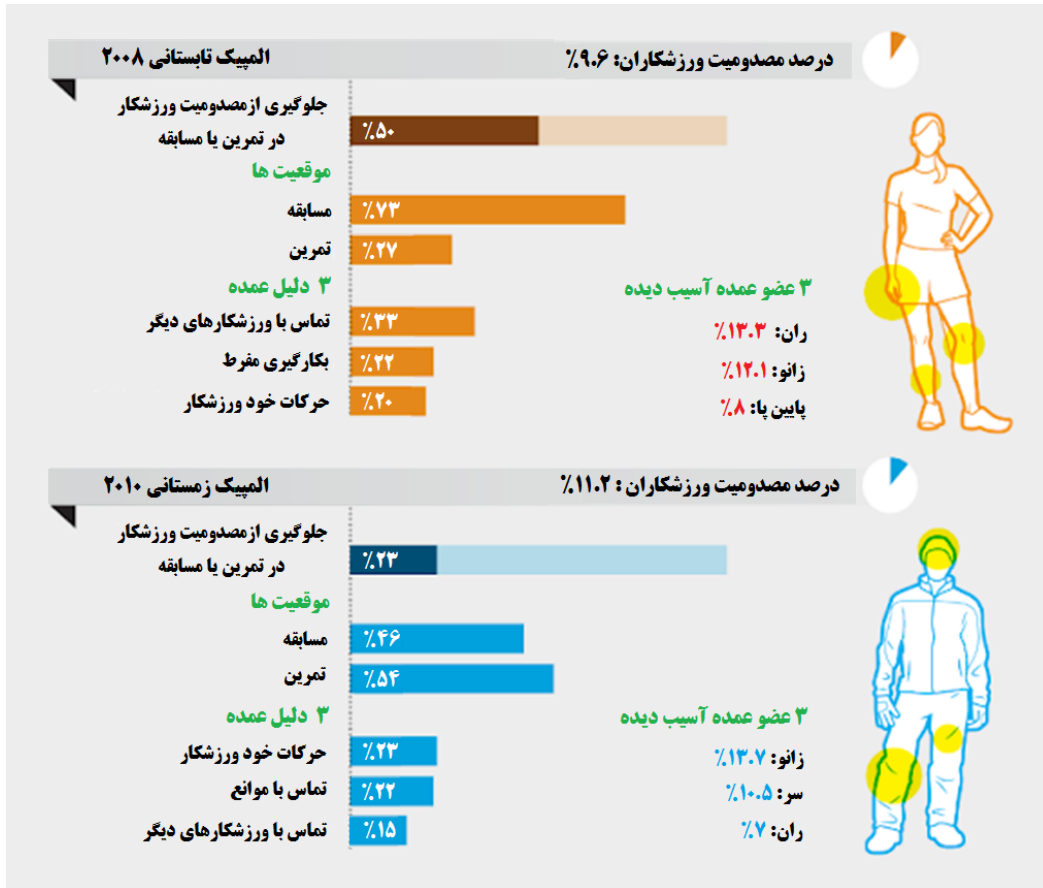 المپیک تابستانی ۲۰۰۸
درصد مصدومیت ورزشکاران: ۹.۶٪
جلوگیری ازمصدومیت ورزشکار
در تمرین یا مسابقه
۵۰٪
موقعیت ها
مسابقه
۷۳٪
تمرین
۲۷٪
۳ دلیل عمده
تماس با ورزشکارهای دیگر
۳۳٪
بکارگیری مفرط
۲۲٪
حرکات خود ورزشکار
۲۰٪
۳ عضو عمده آسیب دیده
ران: ۱۳.۳٪
زانو: ۱۲.۱٪
پایین پا: ۸٪
المپیک زمستانی ۲۰۱۰
درصد مصدومیت ورزشکاران : ۱۱.۲٪
جلوگیری ازمصدومیت ورزشکار
در تمرین یا مسابقه
۲۳٪
موقعیت ها
مسابقه
۴۶٪
تمرین
۵۴٪
۳ دلیل عمده
حرکات خود ورزشکار
۲۳٪
تماس با موانع
۲۲٪
تماس با ورزشکارهای دیگر
۱۵٪
۳ عضو عمده آسیب دیده
زانو: ۱۳.۷٪
سر: ۱۰.۵٪
ران: ۷٪